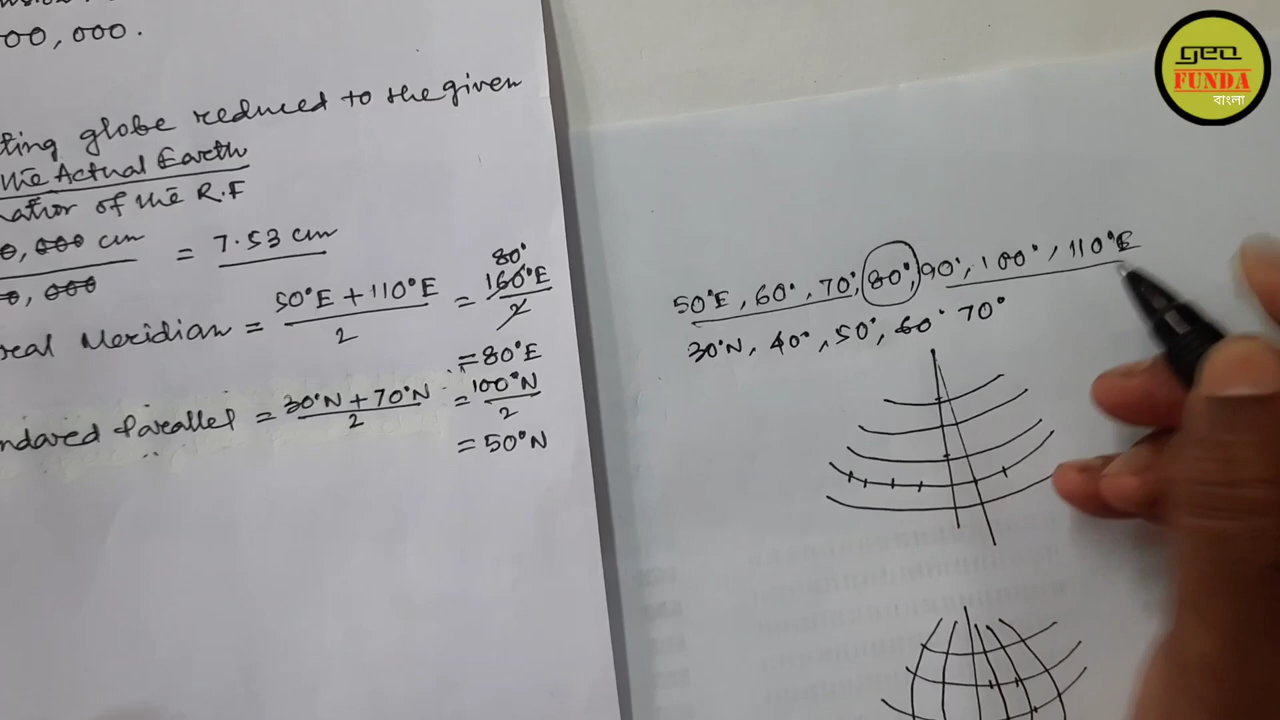 00,000.
ting globe reduced to the given
the Actual Earth
nator of the R.F
0,000 cm = 7.53 cm
0,000
real Meridian = 50°E + 110°E / 2 = 160°E / 2 80°
= 80°E
ndared Parallel = 30°N + 70°N / 2 = 100°N / 2
= 50°N
50°E, 60°, 70°, 80°, 90°, 100°, 110°E
30°N, 40°, 50°, 60° 70°
geo
FUNDA
বাংলা